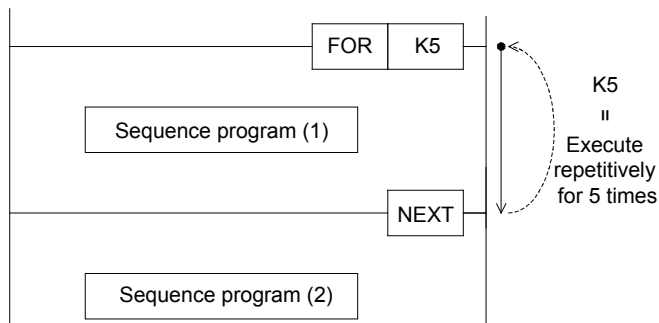 FOR K5
Sequence program (1)
K5
=
Execute
repetitively
for 5 times
NEXT
Sequence program (2)